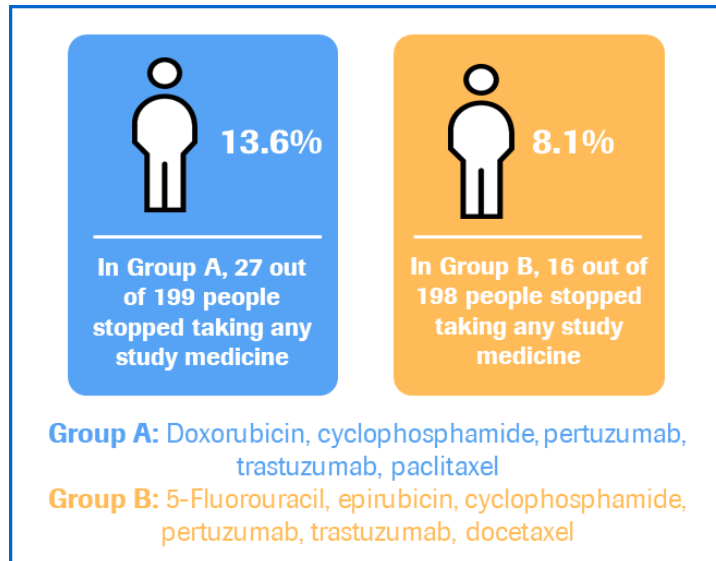 13.6%
In Group A, 27 out
of 199 people
stopped taking any
study medicine
8.1%
In Group B, 16 out of
198 people stopped
taking any study
medicine
Group A: Doxorubicin, cyclophosphamide, pertuzumab,
trastuzumab, paclitaxel
Group B: 5-Fluorouracil, epirubicin, cyclophosphamide,
pertuzumab, trastuzumab, docetaxel